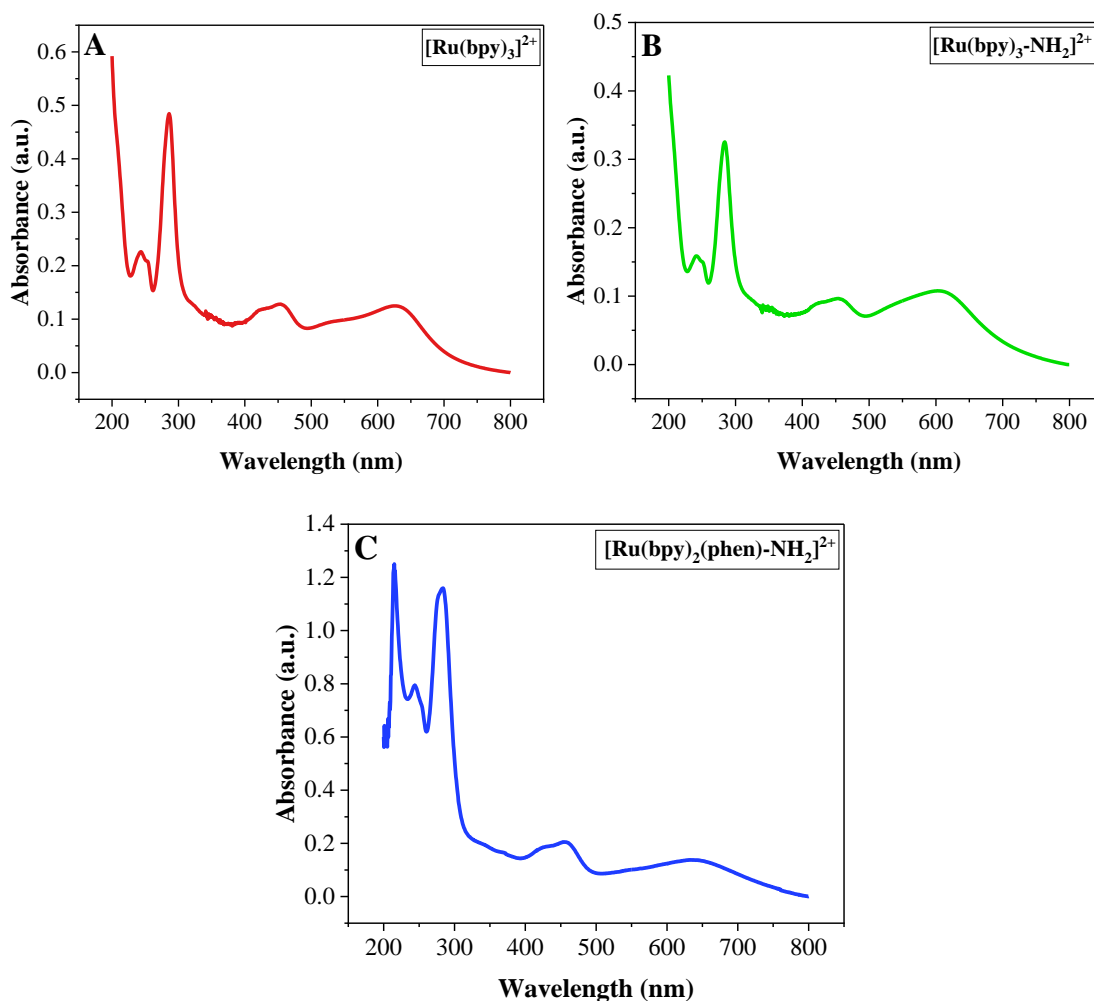 A
[Ru(bpy)₃]²⁺
Absorbance (a.u.)
0.6
0.5
0.4
0.3
0.2
0.1
0.0
200 300 400 500 600 700 800
Wavelength (nm)
B
[Ru(bpy)₃-NH₂]²⁺
Absorbance (a.u.)
0.5
0.4
0.3
0.2
0.1
0.0
200 300 400 500 600 700 800
Wavelength (nm)
C
[Ru(bpy)₂(phen)-NH₂]²⁺
Absorbance (a.u.)
1.4
1.2
1.0
0.8
0.6
0.4
0.2
0.0
200 300 400 500 600 700 800
Wavelength (nm)